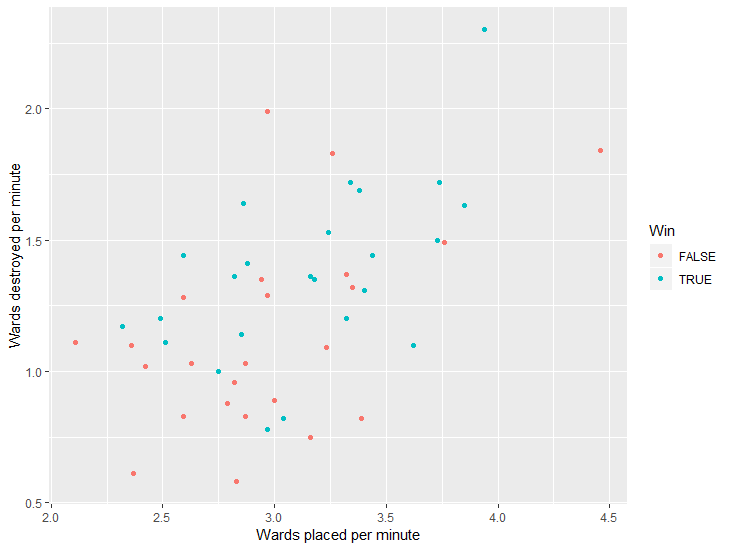 Wards destroyed per minute
2.0
1.5
1.0
0.5
2.0 2.5 3.0 3.5 4.0 4.5
Wards placed per minute
Win
FALSE
TRUE